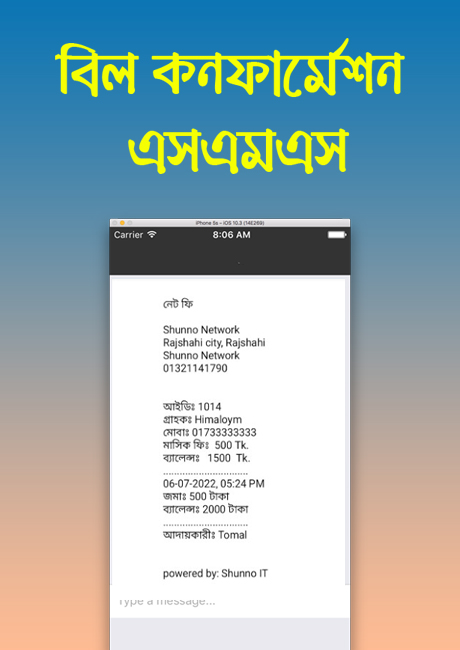 বিল কনফার্মেশন
এসএমএস
iPhone 5s – iOS 10.3 (14E269)
Carrier 8:06 AM
নেট ফি
Shunno Network
Rajshahi city, Rajshahi
Shunno Network
01321141790
আইডিঃ 1014
গ্রাহকঃ Himaloym
মোবাঃ 01733333333
মাসিক ফিঃ 500 Tk.
ব্যালেন্সঃ 1500 Tk.
..............................
06-07-2022, 05:24 PM
জমাঃ 500 টাকা
ব্যালেন্সঃ 2000 টাকা
..............................
আদায়কারীঃ Tomal
powered by: Shunno IT
Type a message...